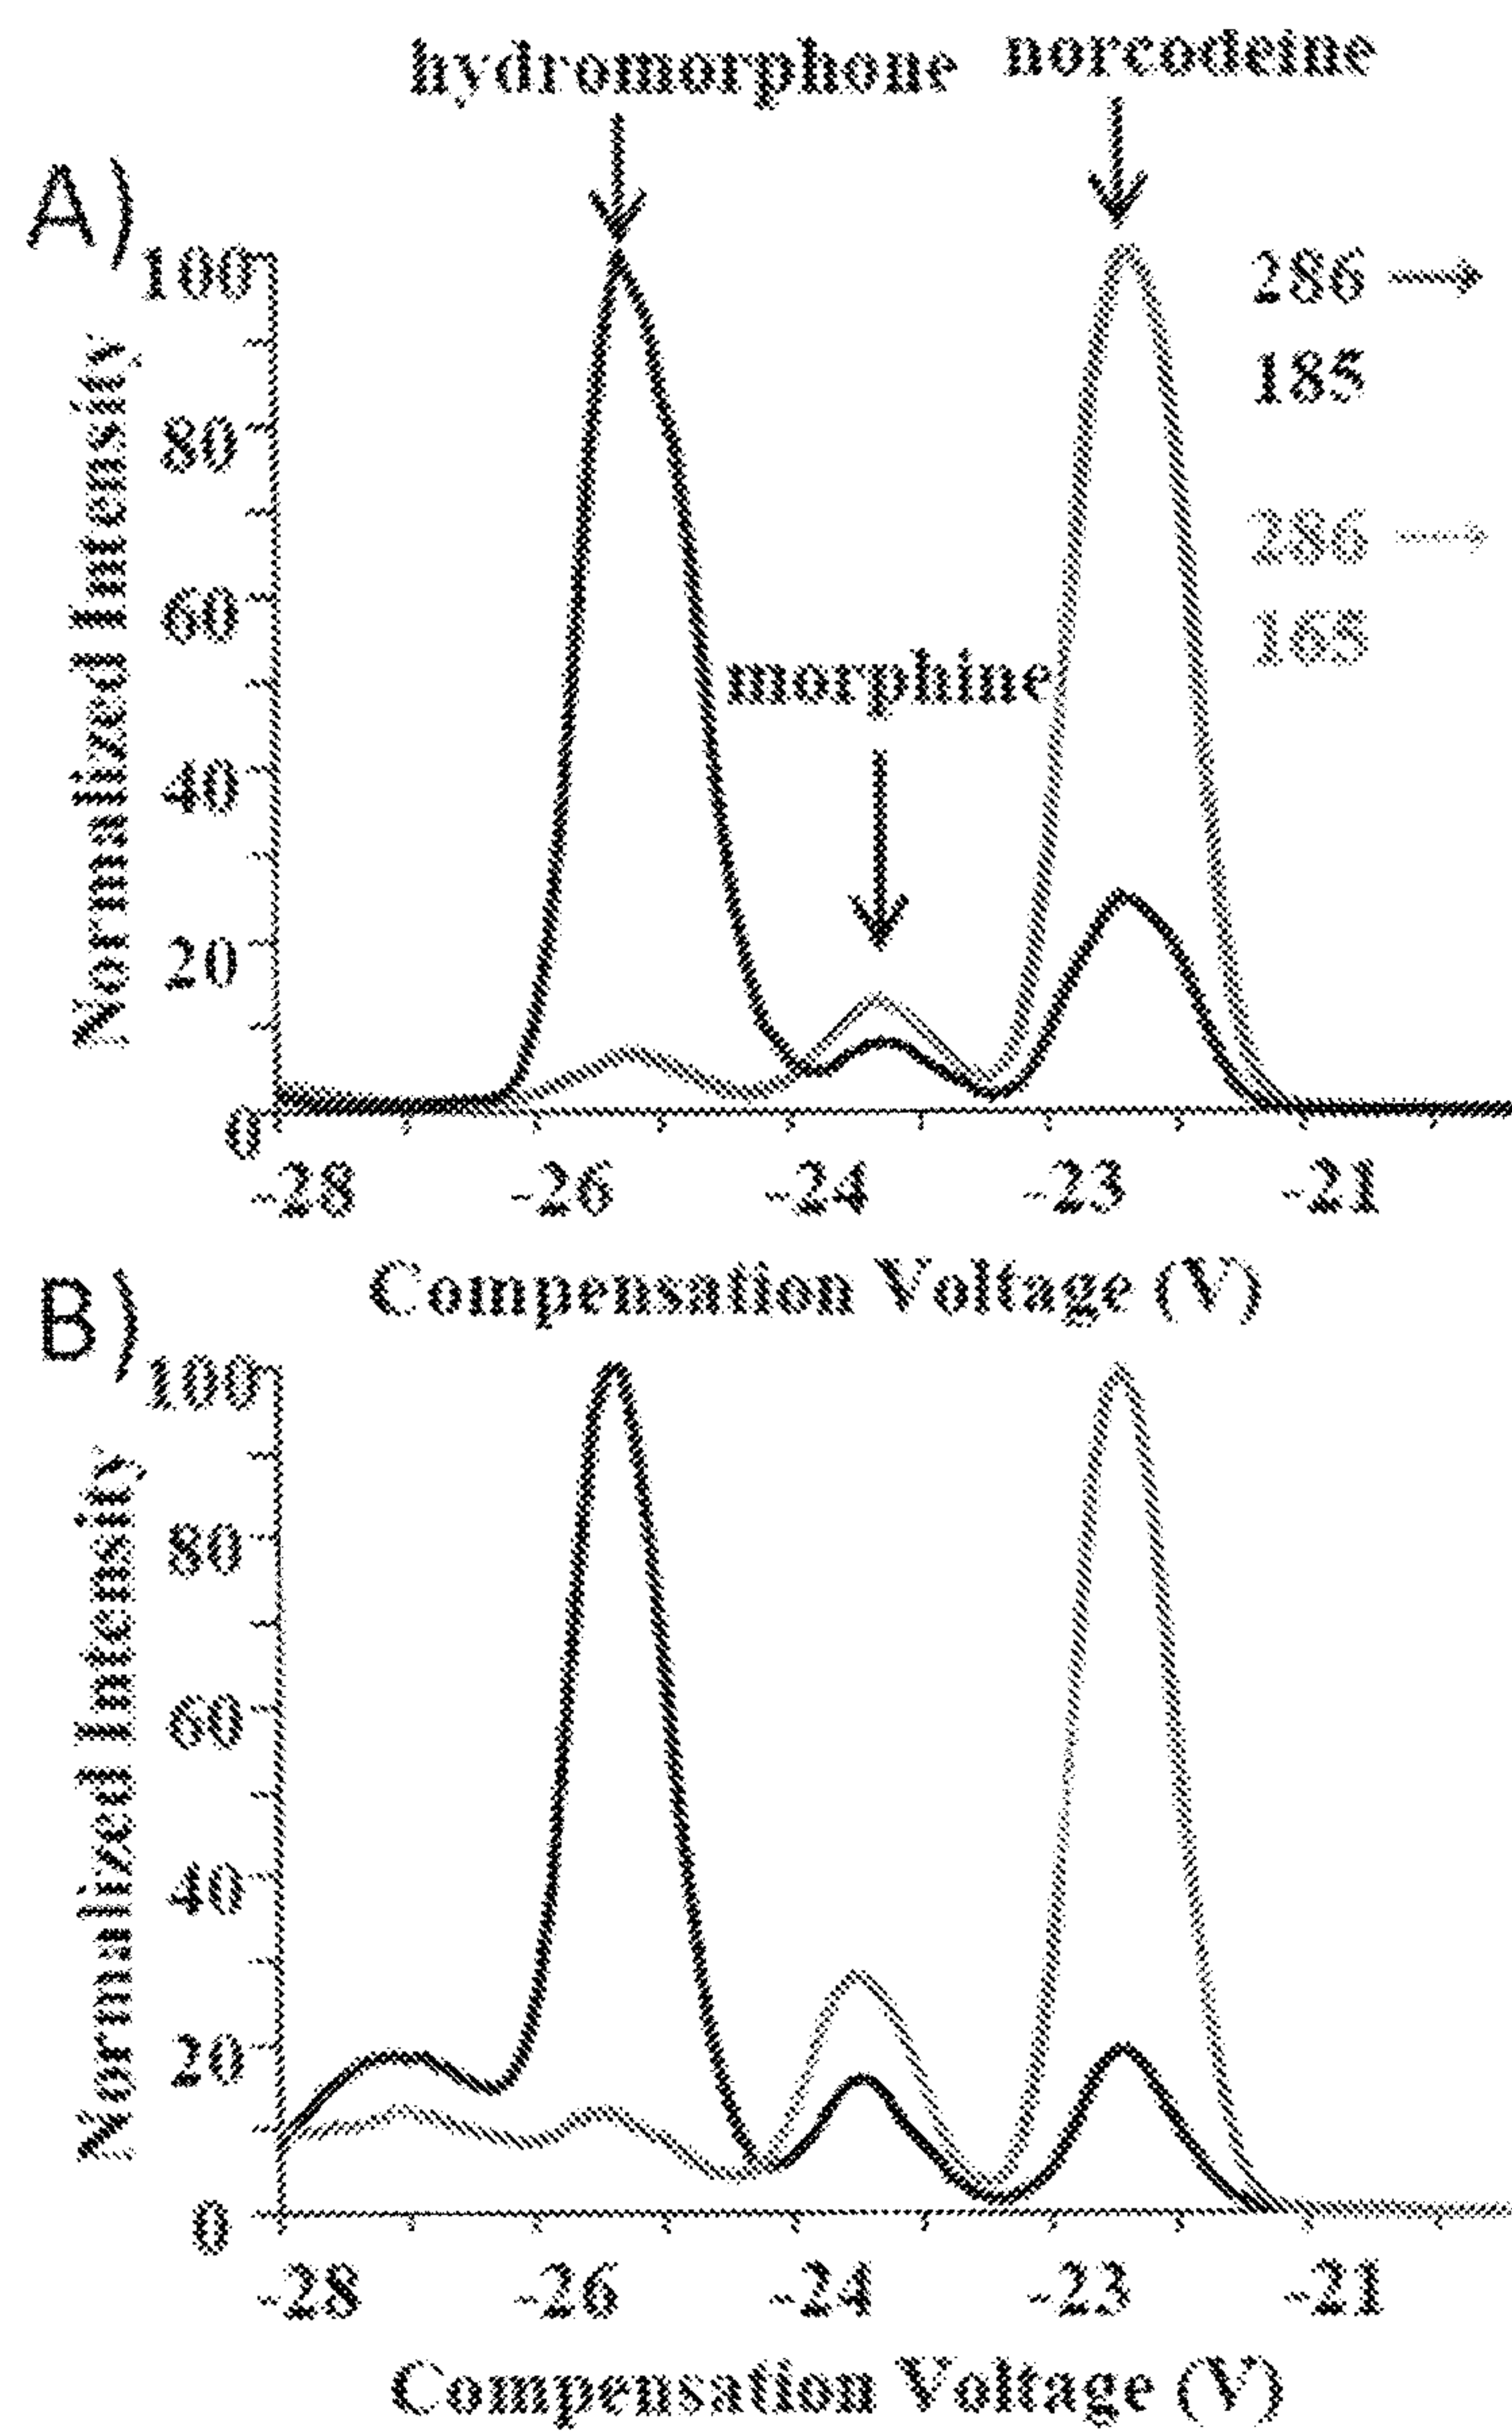 hydromorphone norcodeine
A)
100
286 →
185
80
286 →
165
60
morphine
40
20
0
Normalized Intensity
-28 -26 -24 -23 -21
Compensation Voltage (V)
B)
100
80
60
40
20
0
Normalized Intensity
-28 -26 -24 -23 -21
Compensation Voltage (V)